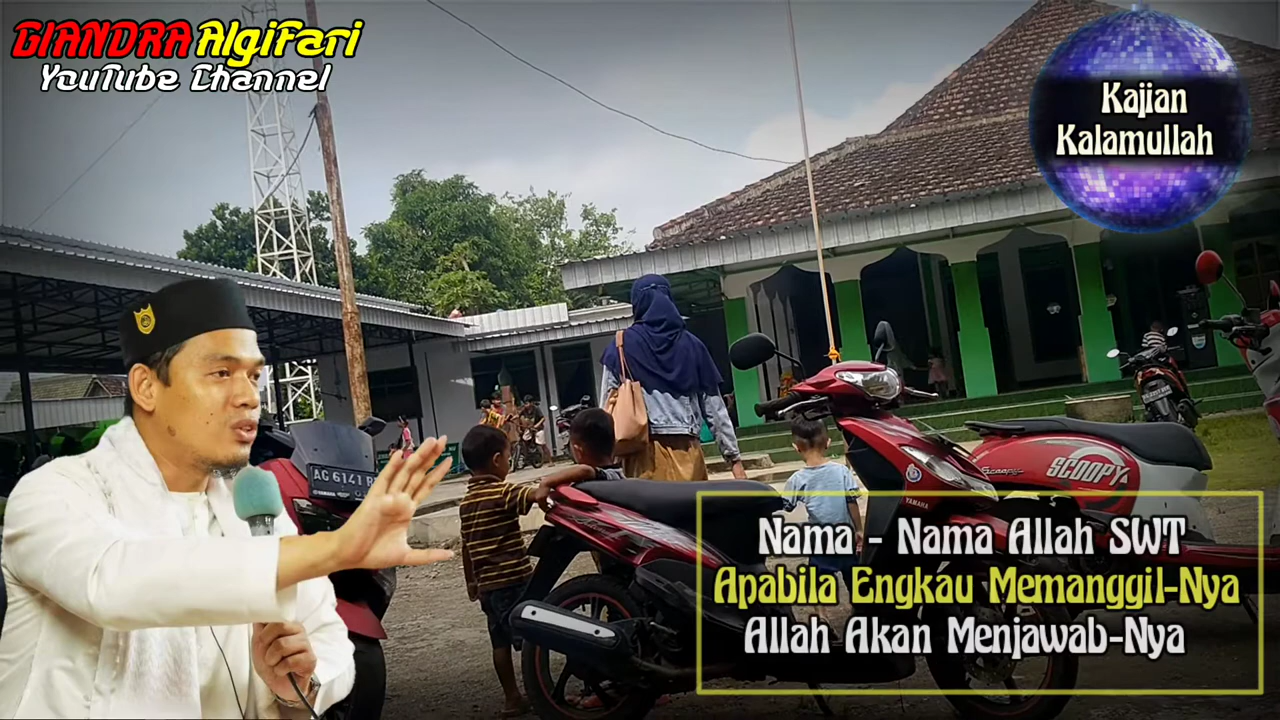 GIANDRA Algifari
YouTube Channel
Kajian
Kalamullah
AG 6141 R
YAMAHA
SCOOPY
Scoopy
Nama - Nama Allah SWT
Apabila Engkau Memanggil-Nya
Allah Akan Menjawab-Nya